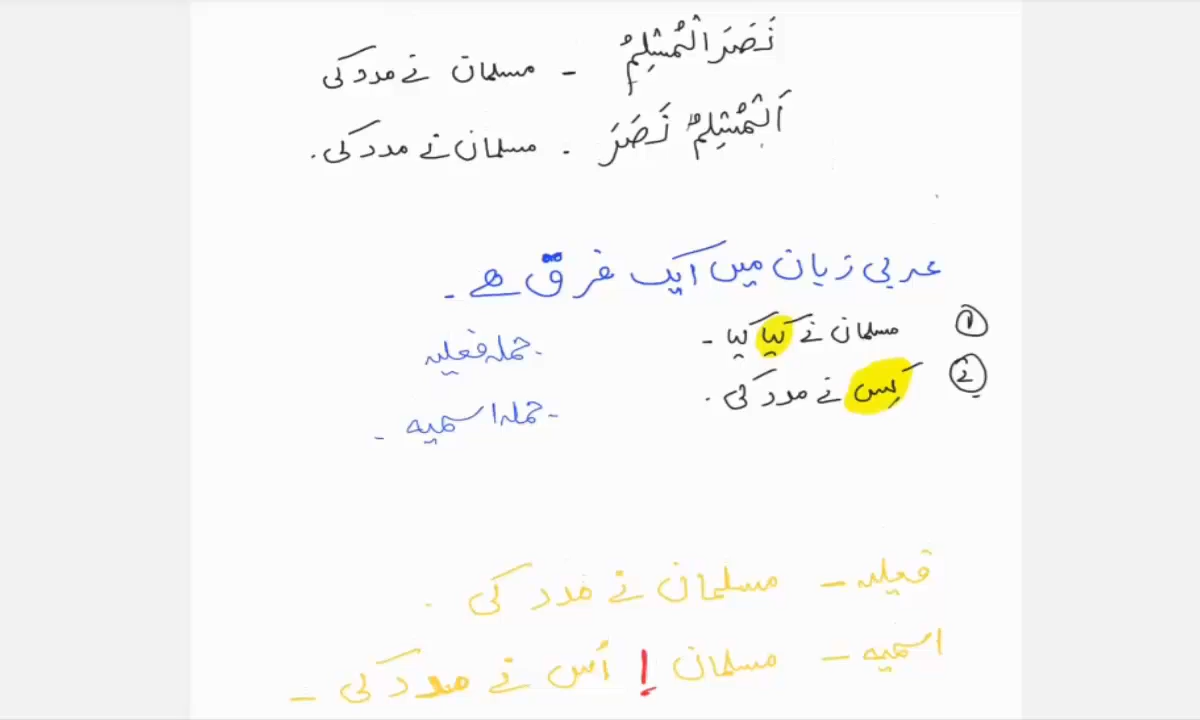 نَصَرَ الْمُسْلِمُ - مسلمان نے مدد کی
اَلْمُسْلِمُ نَصَرَ . مسلمان نے مدد کی .
عربی زبان میں ایک فرق ہے -
① مسلمان نے کیا کیا - - جملہ فعلیہ
② کس نے مدد کی . - جملہ اسمیہ -
فعلیہ - مسلمان نے مدد کی .
اسمیہ - مسلمان ! اُس نے مدد کی -